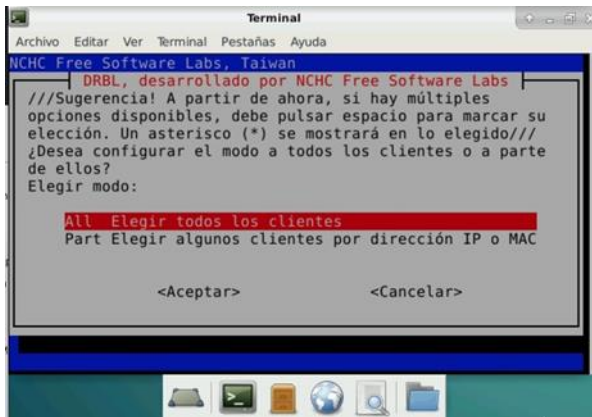 Terminal
Archivo Editar Ver Terminal Pestañas Ayuda
NCHC Free Software Labs, Taiwan
DRBL, desarrollado por NCHC Free Software Labs
///Sugerencia! A partir de ahora, si hay múltiples
opciones disponibles, debe pulsar espacio para marcar su
elección. Un asterisco (*) se mostrará en lo elegido///
¿Desea configurar el modo a todos los clientes o a parte
de ellos?
Elegir modo:
All Elegir todos los clientes
Part Elegir algunos clientes por dirección IP o MAC
<Aceptar> <Cancelar>